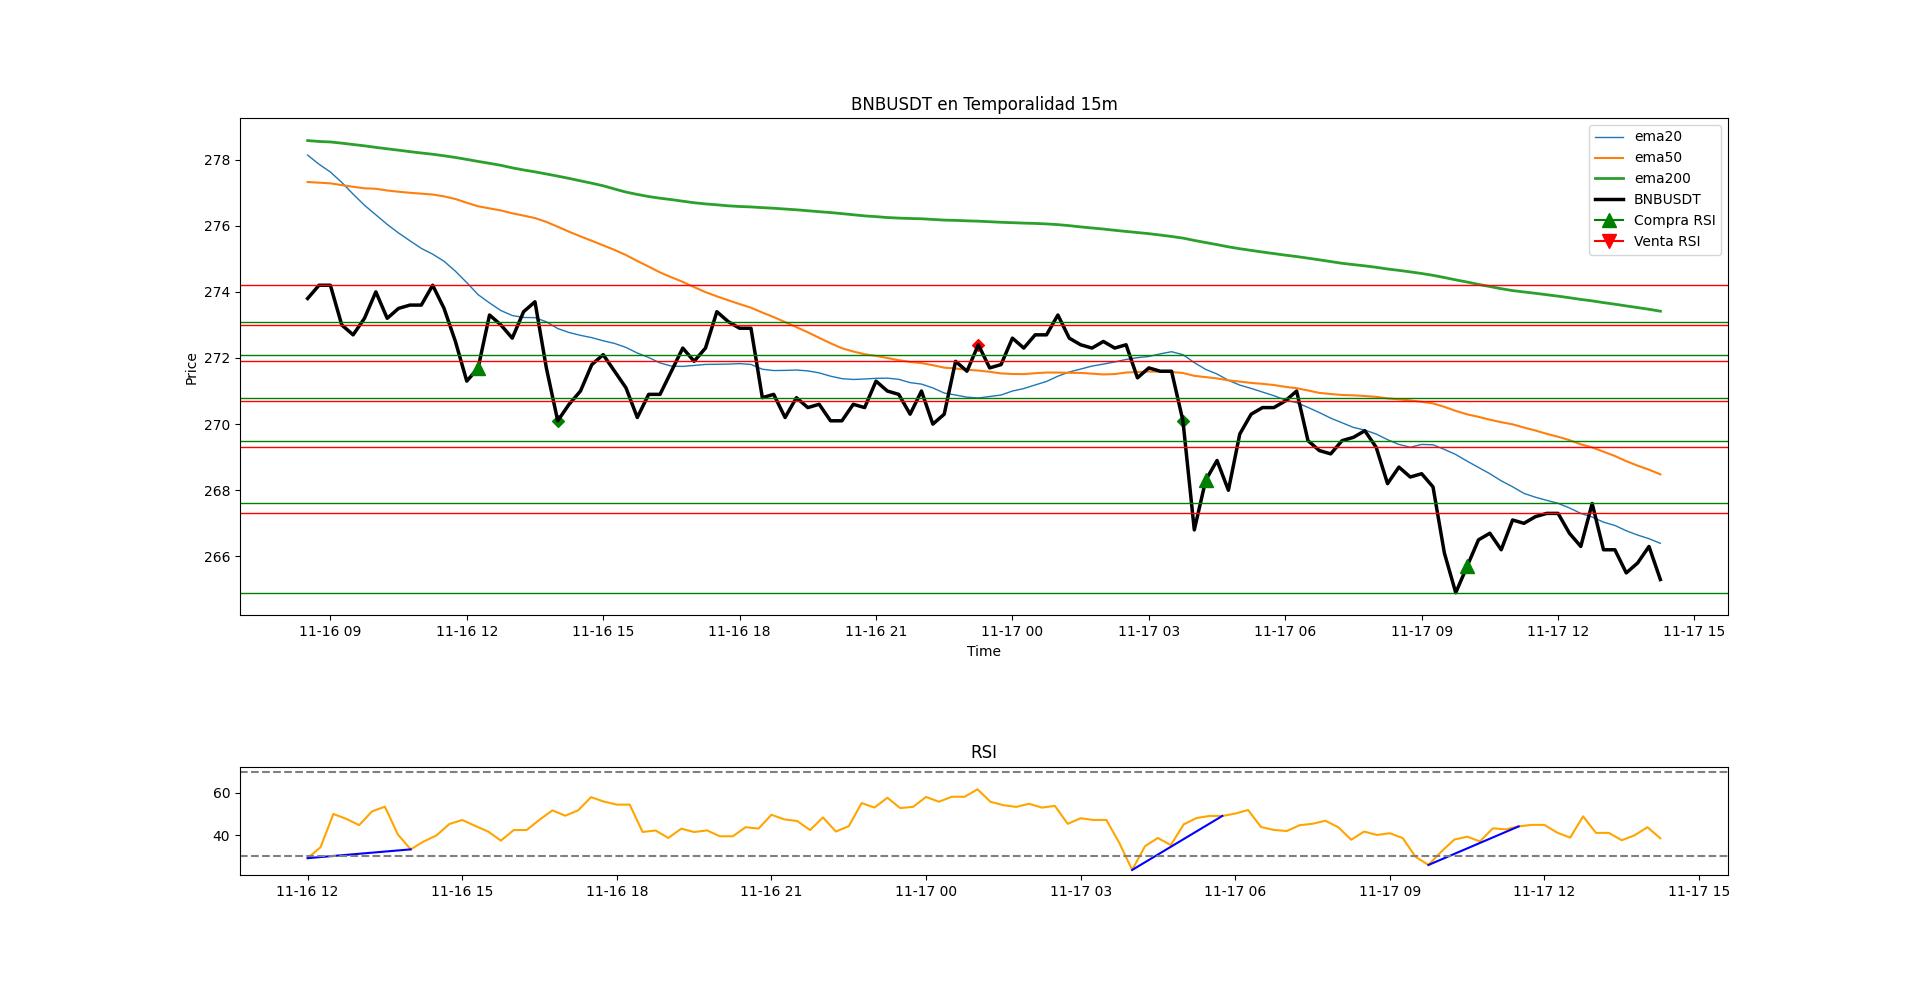 BNBUSDT en Temporalidad 15m
ema20
ema50
ema200
BNBUSDT
Compra RSI
Venta RSI
278
276
274
272
270
268
266
Price
11-16 09 11-16 12 11-16 15 11-16 18 11-16 21 11-17 00 11-17 03 11-17 06 11-17 09 11-17 12 11-17 15
Time
RSI
60
40
11-16 12 11-16 15 11-16 18 11-16 21 11-17 00 11-17 03 11-17 06 11-17 09 11-17 12 11-17 15